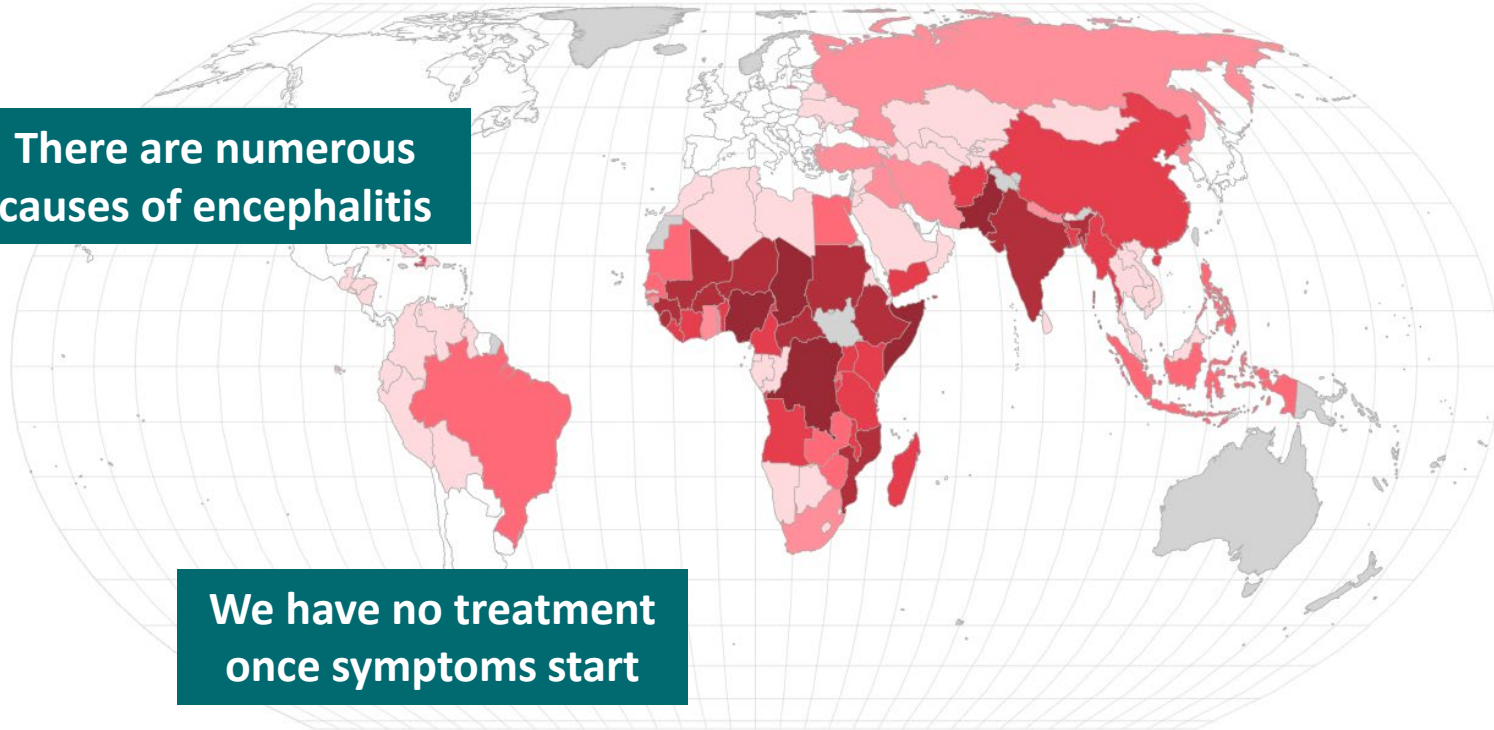 There are numerous
causes of encephalitis
We have no treatment
once symptoms start